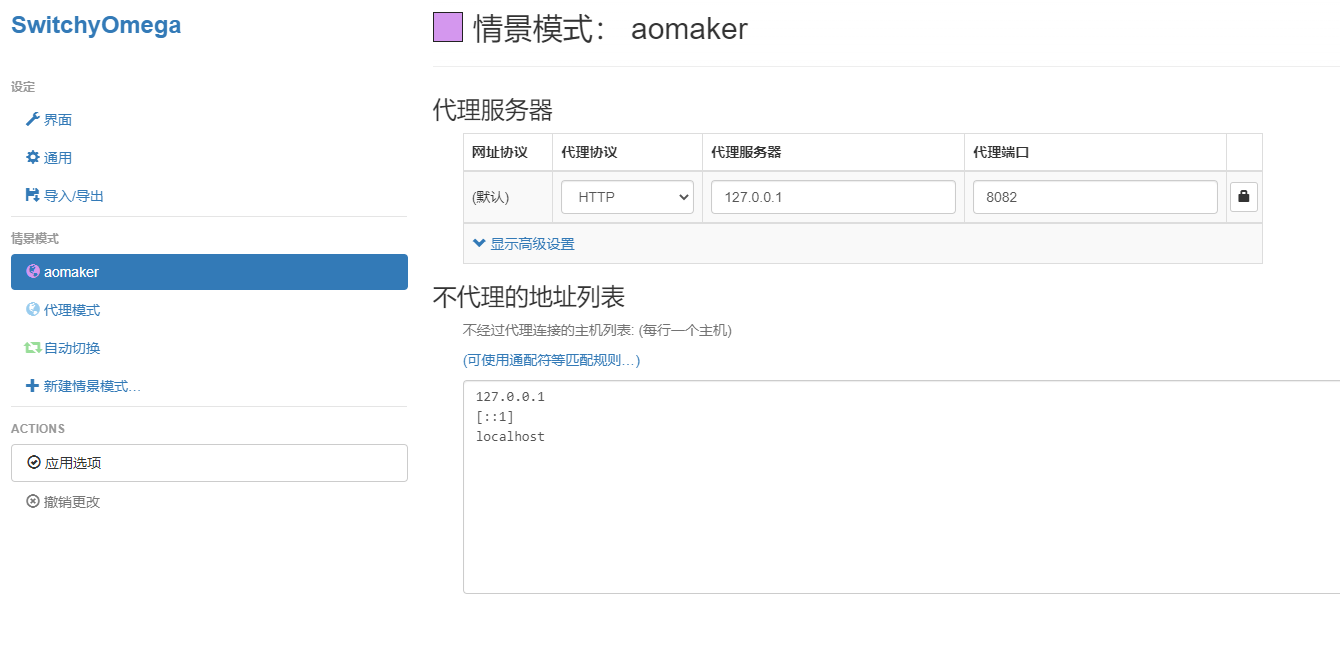 SwitchyOmega
设定
界面
通用
导入/导出
情景模式
aomaker
代理模式
自动切换
新建情景模式…
ACTIONS
应用选项
撤销更改
情景模式： aomaker
代理服务器
网址协议 代理协议 代理服务器 代理端口
(默认) HTTP 127.0.0.1 8082
显示高级设置
不代理的地址列表
不经过代理连接的主机列表: (每行一个主机)
(可使用通配符等匹配规则…)
127.0.0.1
[::1]
localhost